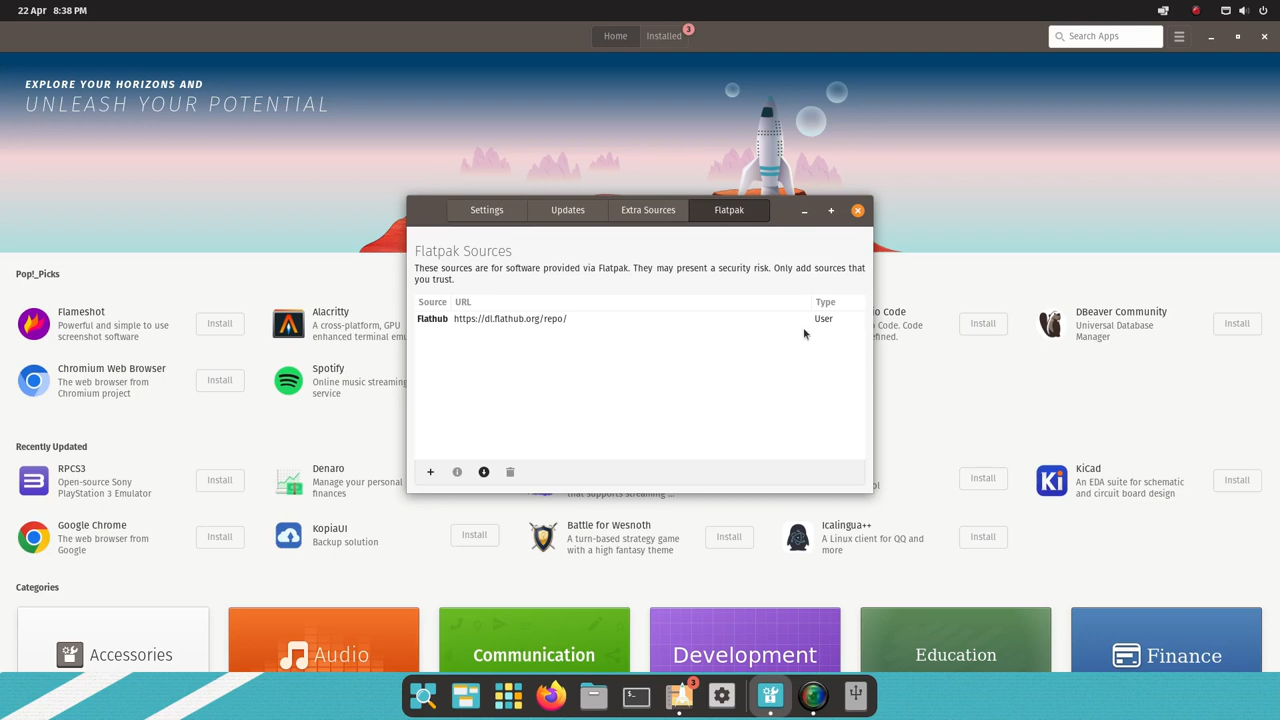 22 Apr 8:38 PM
Home
Installed
3
Search Apps
EXPLORE YOUR HORIZONS AND
UNLEASH YOUR POTENTIAL
Settings
Updates
Extra Sources
Flatpak
Flatpak Sources
These sources are for software provided via Flatpak. They may present a security risk. Only add sources that
you trust.
Source URL Type
Flathub https://dl.flathub.org/repo/ User
Pop!_Picks
Flameshot
Powerful and simple to use
screenshot software
Install
Alacritty
A cross-platform, GPU
enhanced terminal emu
o Code
Code. Code
efined.
Install
DBeaver Community
Universal Database
Manager
Install
Chromium Web Browser
The web browser from
Chromium project
Install
Spotify
Online music streaming
service
Recently Updated
RPCS3
Open-source Sony
PlayStation 3 Emulator
Install
Denaro
Manage your personal
finances
that supports streaming ...
ol
Install
KiCad
An EDA suite for schematic
and circuit board design
Install
Google Chrome
The web browser from
Google
Install
KopiaUI
Backup solution
Install
Battle for Wesnoth
A turn-based strategy game
with a high fantasy theme
Install
Icalingua++
A Linux client for QQ and
more
Install
Categories
Accessories
Audio
Communication
Development
Education
Finance
3